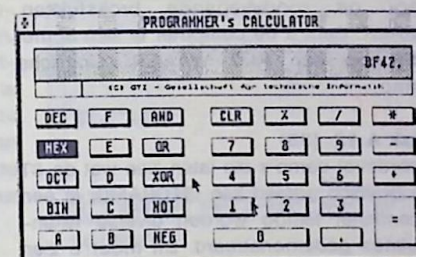 PROGRAMMER's CALCULATOR
BF42.
(C) GTI - Gesellschaft für technische Informatik
DEC F AND CLR % / *
HEX E OR 7 8 9 -
OCT D XOR 4 5 6 +
BIN C NOT 1 2 3 =
A B NEG 0 .